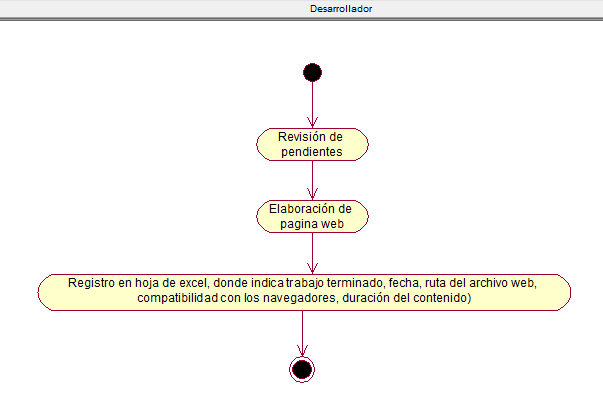 Desarrollador
Revisión de
pendientes
Elaboración de
pagina web
Registro en hoja de excel, donde indica trabajo terminado, fecha, ruta del archivo web,
compatibilidad con los navegadores, duración del contenido)